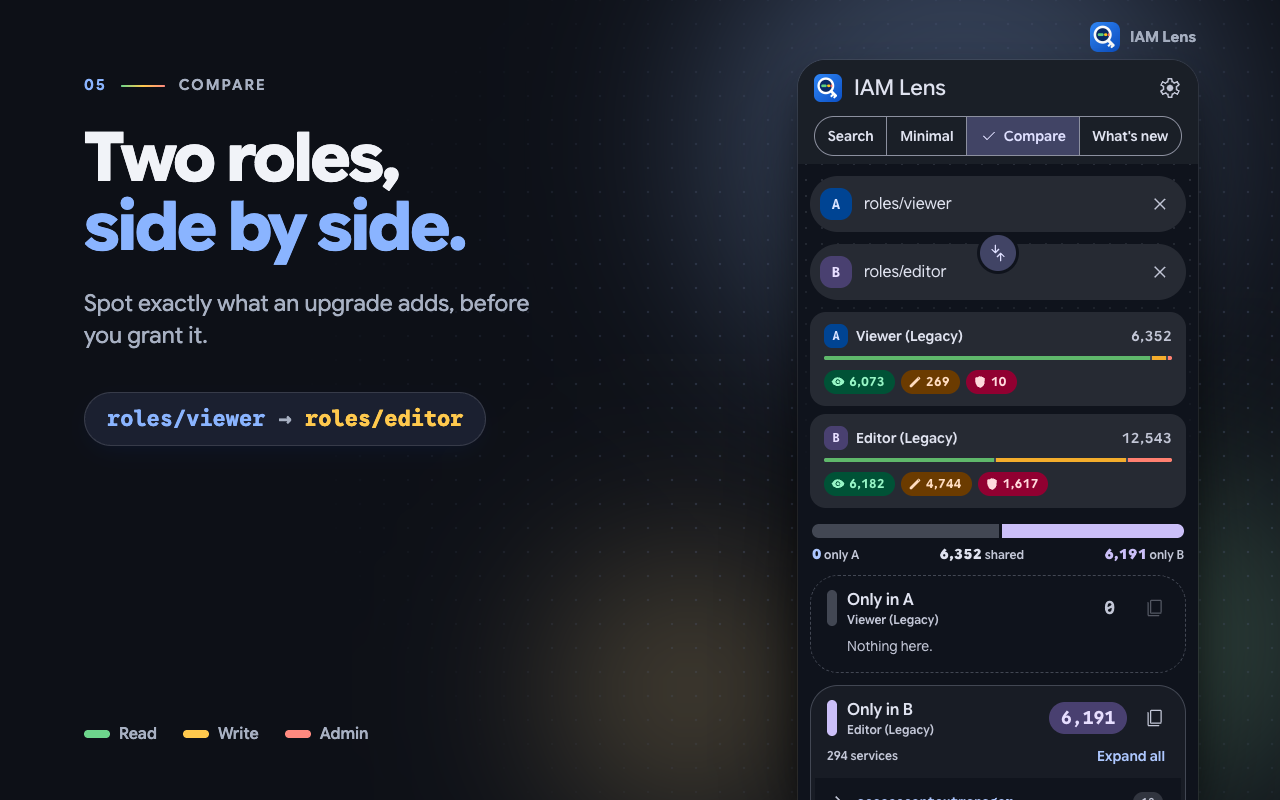 IAM Lens
05 COMPARE
Two roles,
side by side.
Spot exactly what an upgrade adds, before
you grant it.
roles/viewer → roles/editor
Read Write Admin
IAM Lens
Search Minimal Compare What's new
A roles/viewer
B roles/editor
A Viewer (Legacy) 6,352
6,073 269 10
B Editor (Legacy) 12,543
6,182 4,744 1,617
0 only A 6,352 shared 6,191 only B
Only in A 0
Viewer (Legacy)
Nothing here.
Only in B 6,191
Editor (Legacy)
294 services Expand all